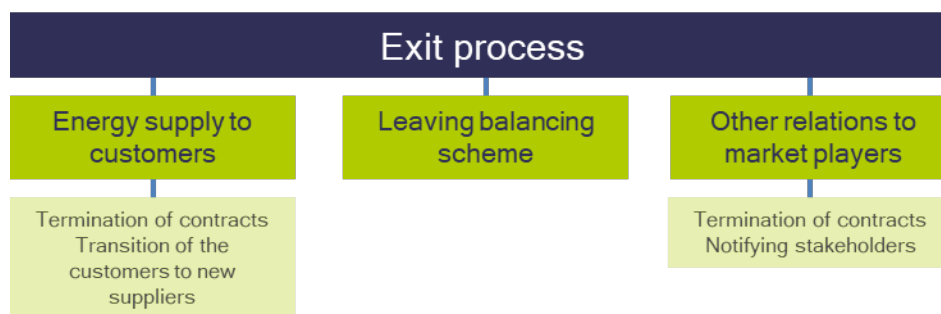 Exit process
Energy supply to
customers
Leaving balancing
scheme
Other relations to
market players
Termination of contracts
Transition of the
customers to new
suppliers
Termination of contracts
Notifying stakeholders